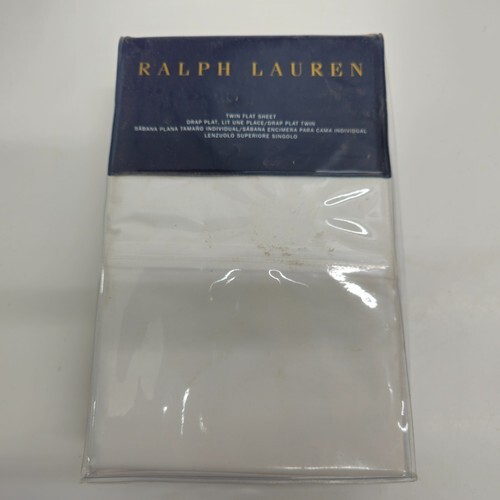 RALPH LAUREN
TWIN FLAT SHEET
DRAP PLAT, LIT UNE PLACE/DRAP PLAT TWIN
SÁBANA PLANA TAMAÑO INDIVIDUAL/SÁBANA ENCIMERA PARA CAMA INDIVIDUAL
LENZUOLO SUPERIORE SINGOLO